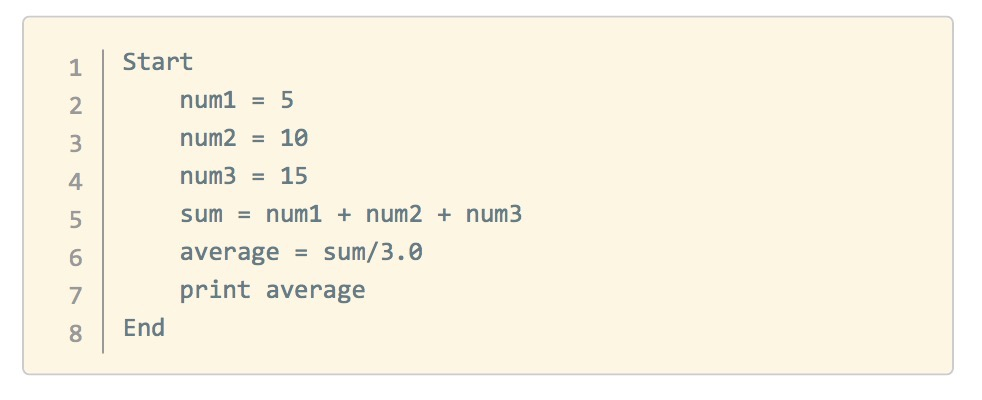 1 Start
2     num1 = 5
3     num2 = 10
4     num3 = 15
5     sum = num1 + num2 + num3
6     average = sum/3.0
7     print average
8 End